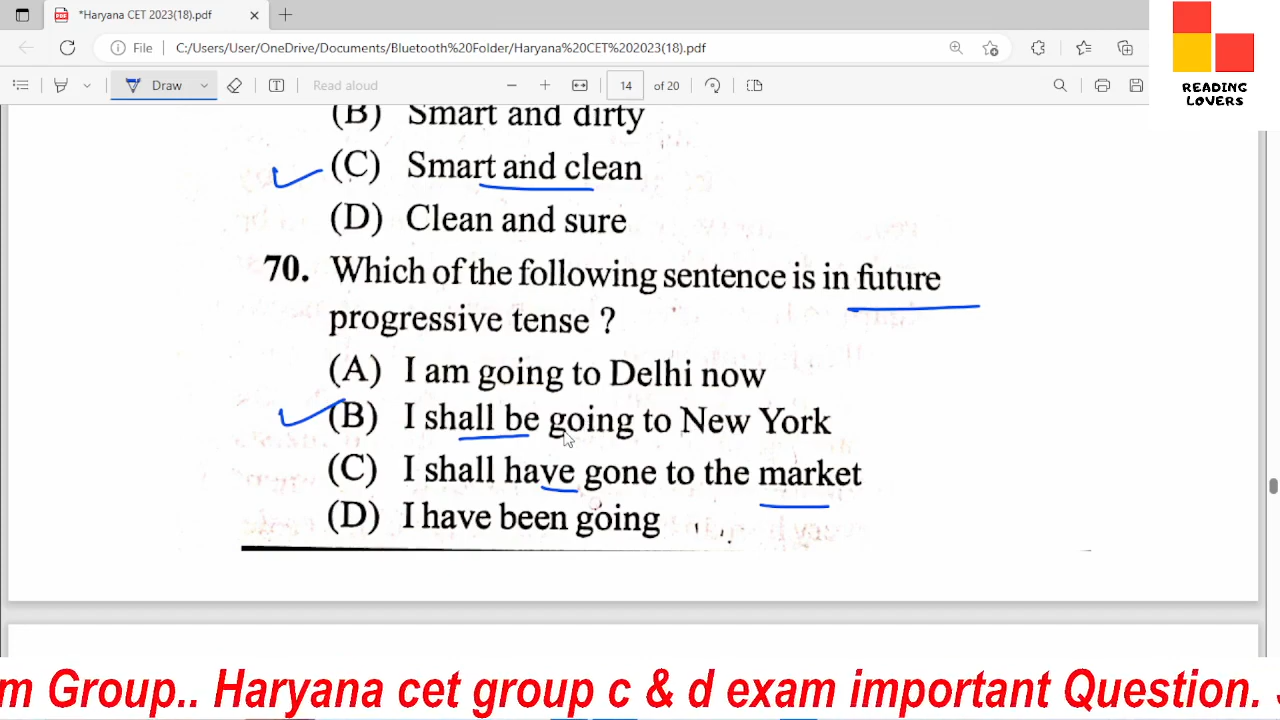 *Haryana CET 2023(18).pdf
File
C:/Users/User/OneDrive/Documents/Bluetooth%20Folder/Haryana%20CET%202023(18).pdf
Draw
Read aloud
14
of 20
READING
LOVERS
(B) Smart and dirty
(C) Smart and clean
(D) Clean and sure
70. Which of the following sentence is in future
progressive tense ?
(A) I am going to Delhi now
(B) I shall be going to New York
(C) I shall have gone to the market
(D) I have been going
m Group.. Haryana cet group c & d exam important Question.